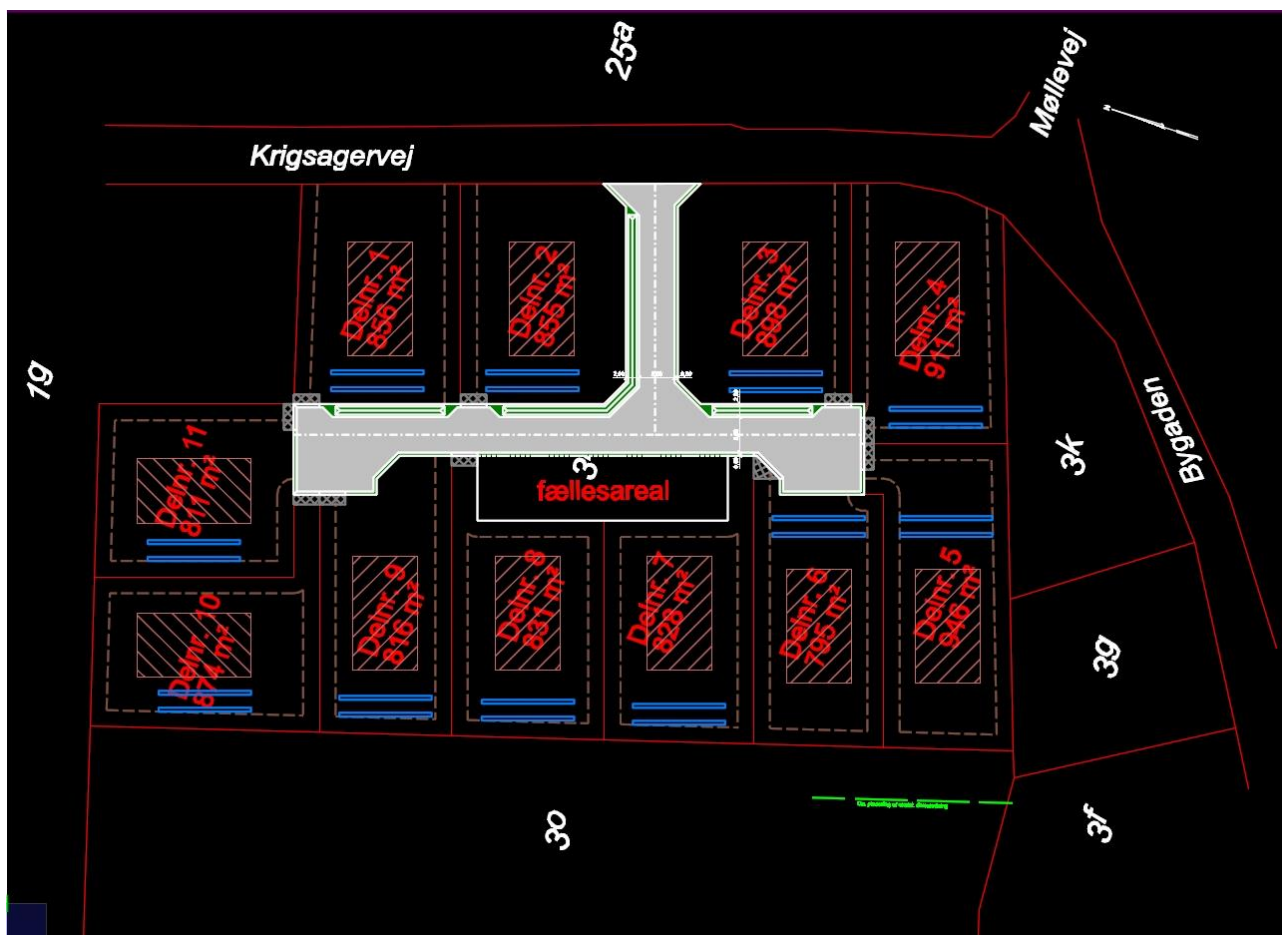 25a
Møllevej
N
Krigsagervej
Delnr. 1
856 m²
Delnr. 2
855 m²
Delnr. 3
898 m²
Delnr. 4
911 m²
1g
Bygaden
3k
Delnr. 11
811 m²
fællesareal
Delnr. 10
874 m²
Delnr. 9
816 m²
Delnr. 8
831 m²
Delnr. 7
828 m²
Delnr. 6
795 m²
Delnr. 5
946 m²
3g
3o
3f